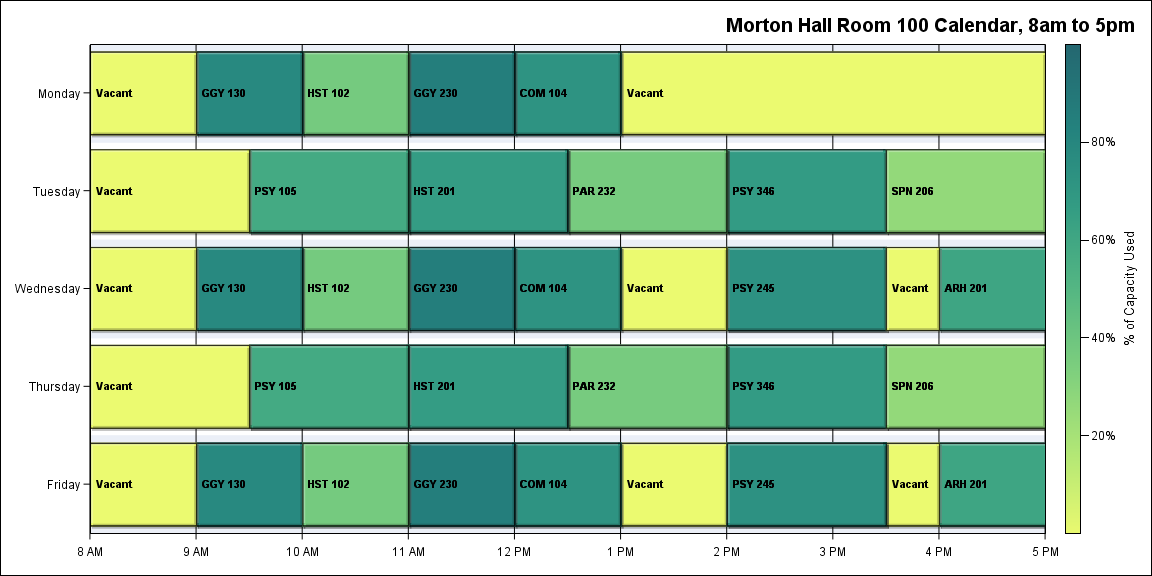 Morton Hall Room 100 Calendar, 8am to 5pm
Monday
Vacant
GGY 130
HST 102
GGY 230
COM 104
Vacant
Tuesday
Vacant
PSY 105
HST 201
PAR 232
PSY 346
SPN 206
Wednesday
Vacant
GGY 130
HST 102
GGY 230
COM 104
Vacant
PSY 245
Vacant
ARH 201
Thursday
Vacant
PSY 105
HST 201
PAR 232
PSY 346
SPN 206
Friday
Vacant
GGY 130
HST 102
GGY 230
COM 104
Vacant
PSY 245
Vacant
ARH 201
8 AM
9 AM
10 AM
11 AM
12 PM
1 PM
2 PM
3 PM
4 PM
5 PM
80%
60%
40%
20%
% of Capacity Used